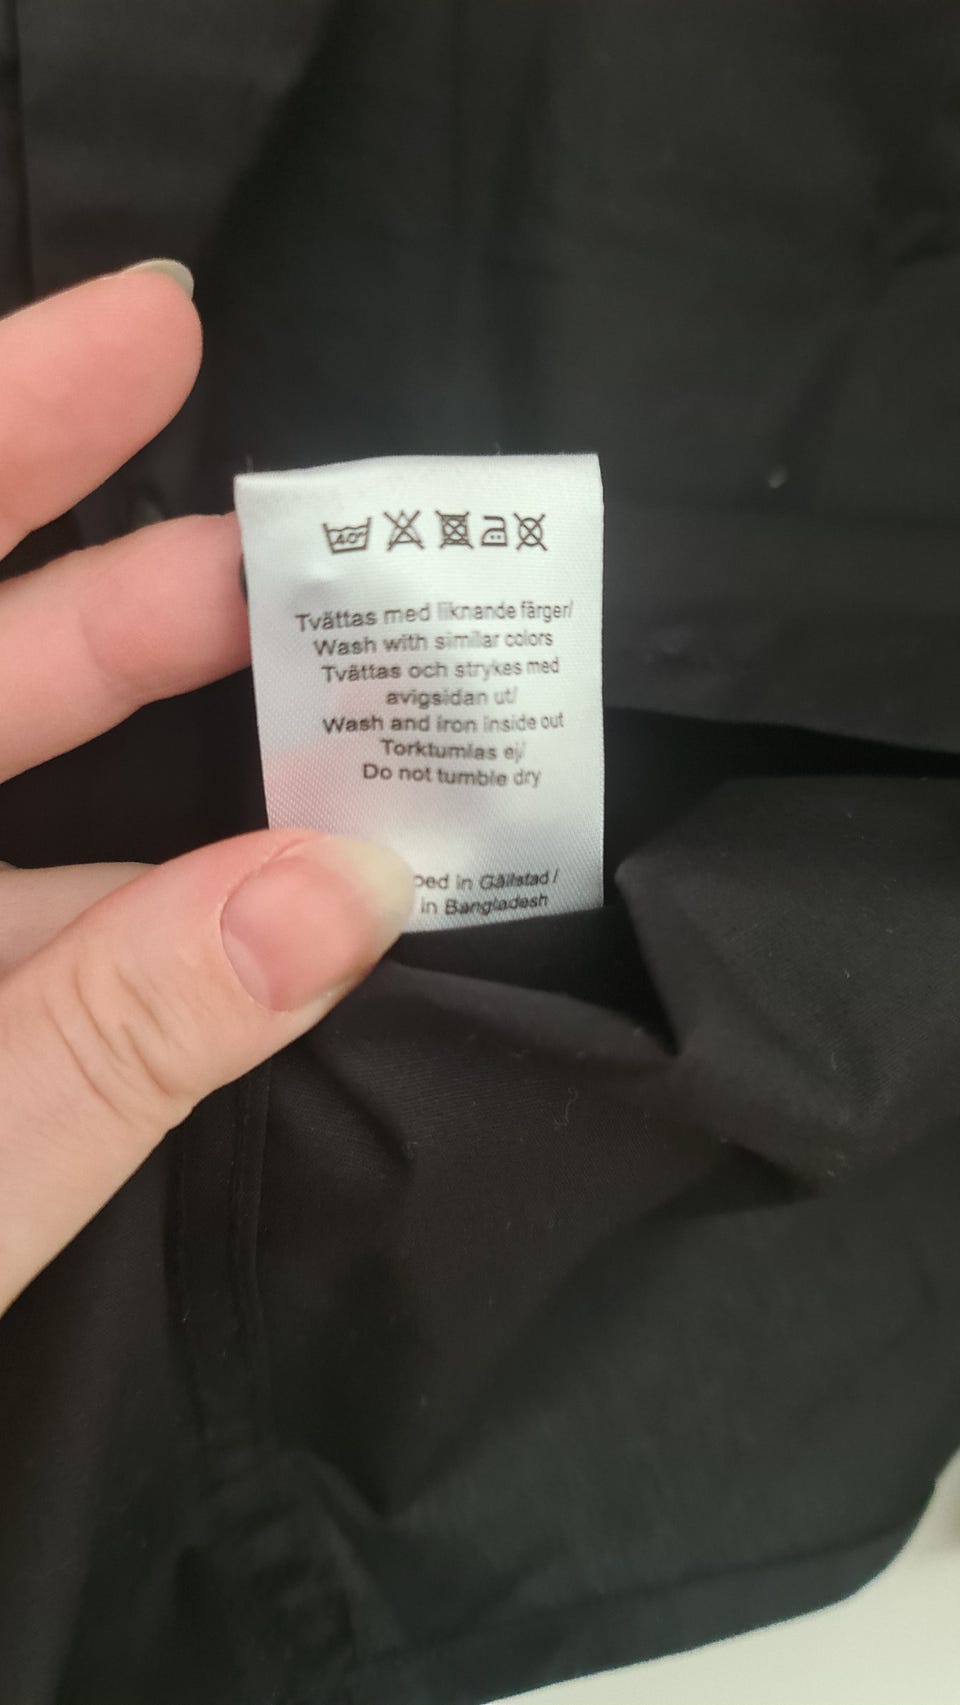 40°
Tvättas med liknande färger/
Wash with similar colors
Tvättas och strykes med
avigsidan ut/
Wash and iron inside out
Torktumlas ej/
Do not tumble dry
ped in Gällstad/
in Bangladesh